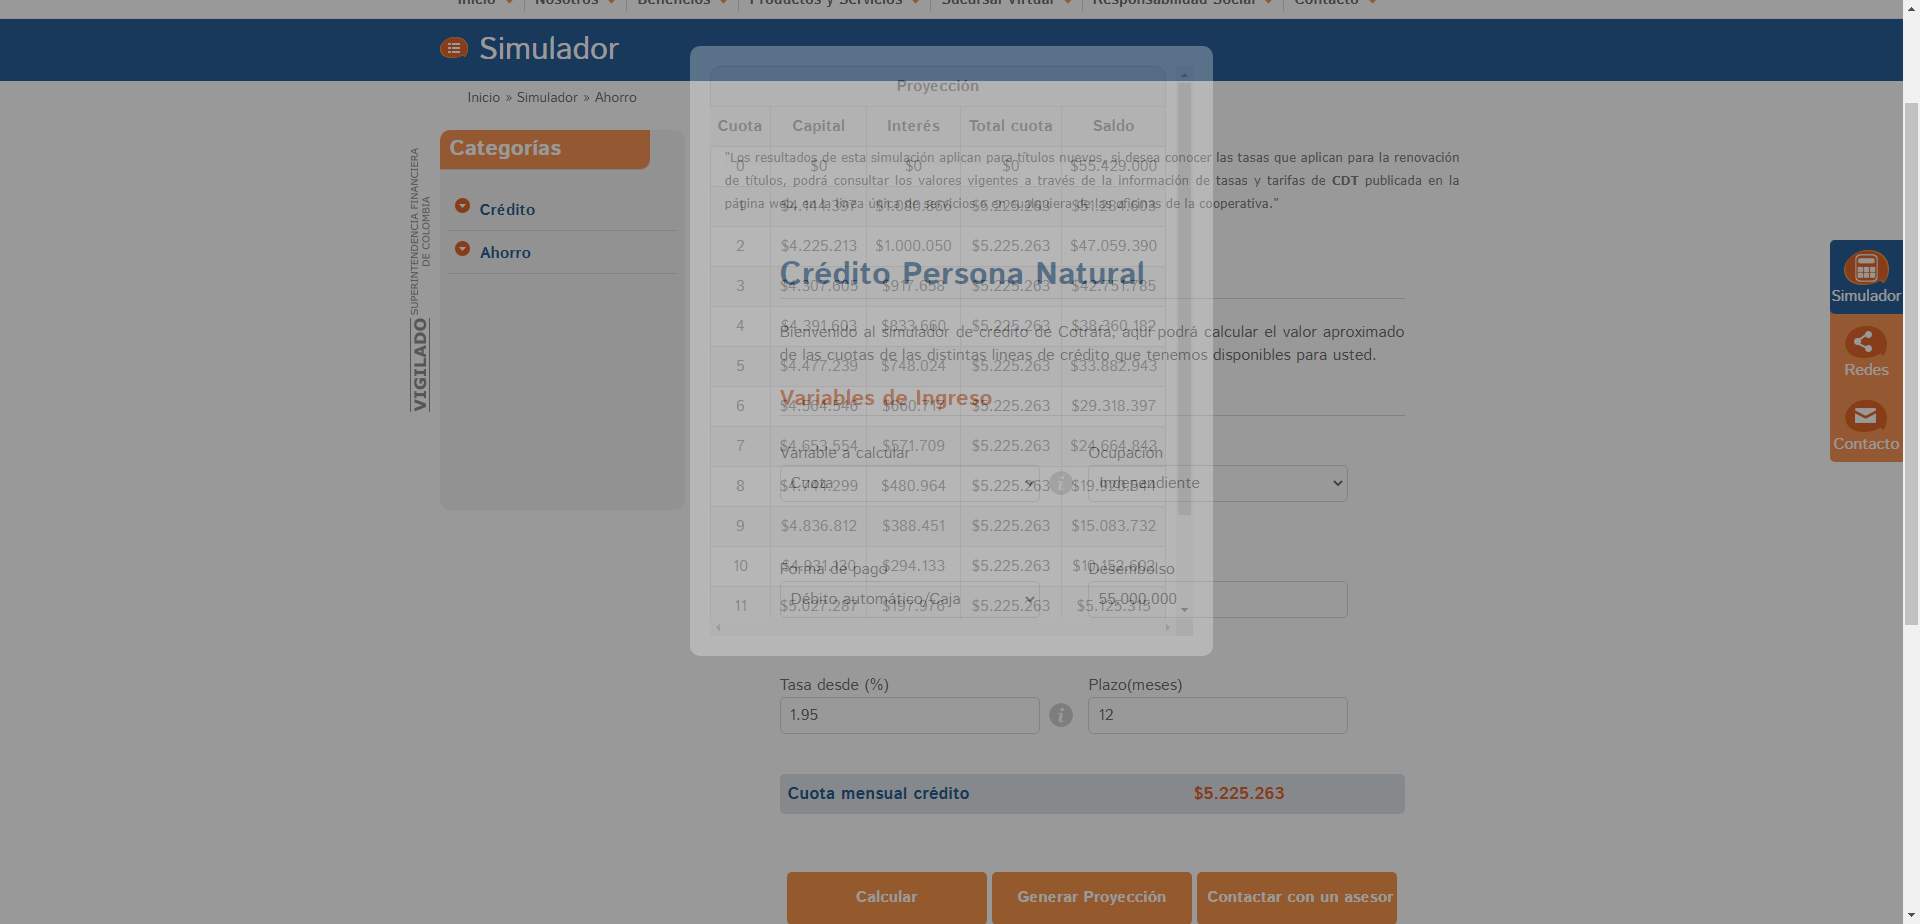 Inicio Nosotros Beneficios Productos y Servicios Sucursal Virtual Responsabilidad Social Contacto
Simulador
Inicio » Simulador » Ahorro
Categorías
Crédito
Ahorro
VIGILADO SUPERINTENDENCIA FINANCIERA
DE COLOMBIA
Proyección
Cuota Capital Interés Total cuota Saldo
0 $0 $0 $0 $55.429.000
1 $4.144.397 $1.080.866 $5.225.263 $51.284.603
2 $4.225.213 $1.000.050 $5.225.263 $47.059.390
3 $4.307.605 $917.658 $5.225.263 $42.751.785
4 $4.391.603 $833.660 $5.225.263 $38.360.182
5 $4.477.239 $748.024 $5.225.263 $33.882.943
6 $4.564.546 $660.717 $5.225.263 $29.318.397
7 $4.653.554 $571.709 $5.225.263 $24.664.843
8 $4.744.299 $480.964 $5.225.263 $19.920.544
9 $4.836.812 $388.451 $5.225.263 $15.083.732
10 $4.931.130 $294.133 $5.225.263 $10.152.602
11 $5.027.287 $197.976 $5.225.263 $5.125.315
"Los resultados de esta simulación aplican para títulos nuevos, si desea conocer las tasas que aplican para la renovación
de títulos, podrá consultar los valores vigentes a través de la información de tasas y tarifas de CDT publicada en la
página web, en la línea única de servicios o en cualquiera de las oficinas de la cooperativa."
Crédito Persona Natural
Bienvenido al simulador de crédito de Cotrafa, aquí podrá calcular el valor aproximado
de las cuotas de las distintas lineas de crédito que tenemos disponibles para usted.
Variables de Ingreso
Variable a calcular Ocupación
Cuota Independiente
Forma de pago Desembolso
Débito automático/Caja 55.000.000
Tasa desde (%) Plazo(meses)
1.95 12
Cuota mensual crédito $5.225.263
Calcular Generar Proyección Contactar con un asesor
Simulador
Redes
Contacto